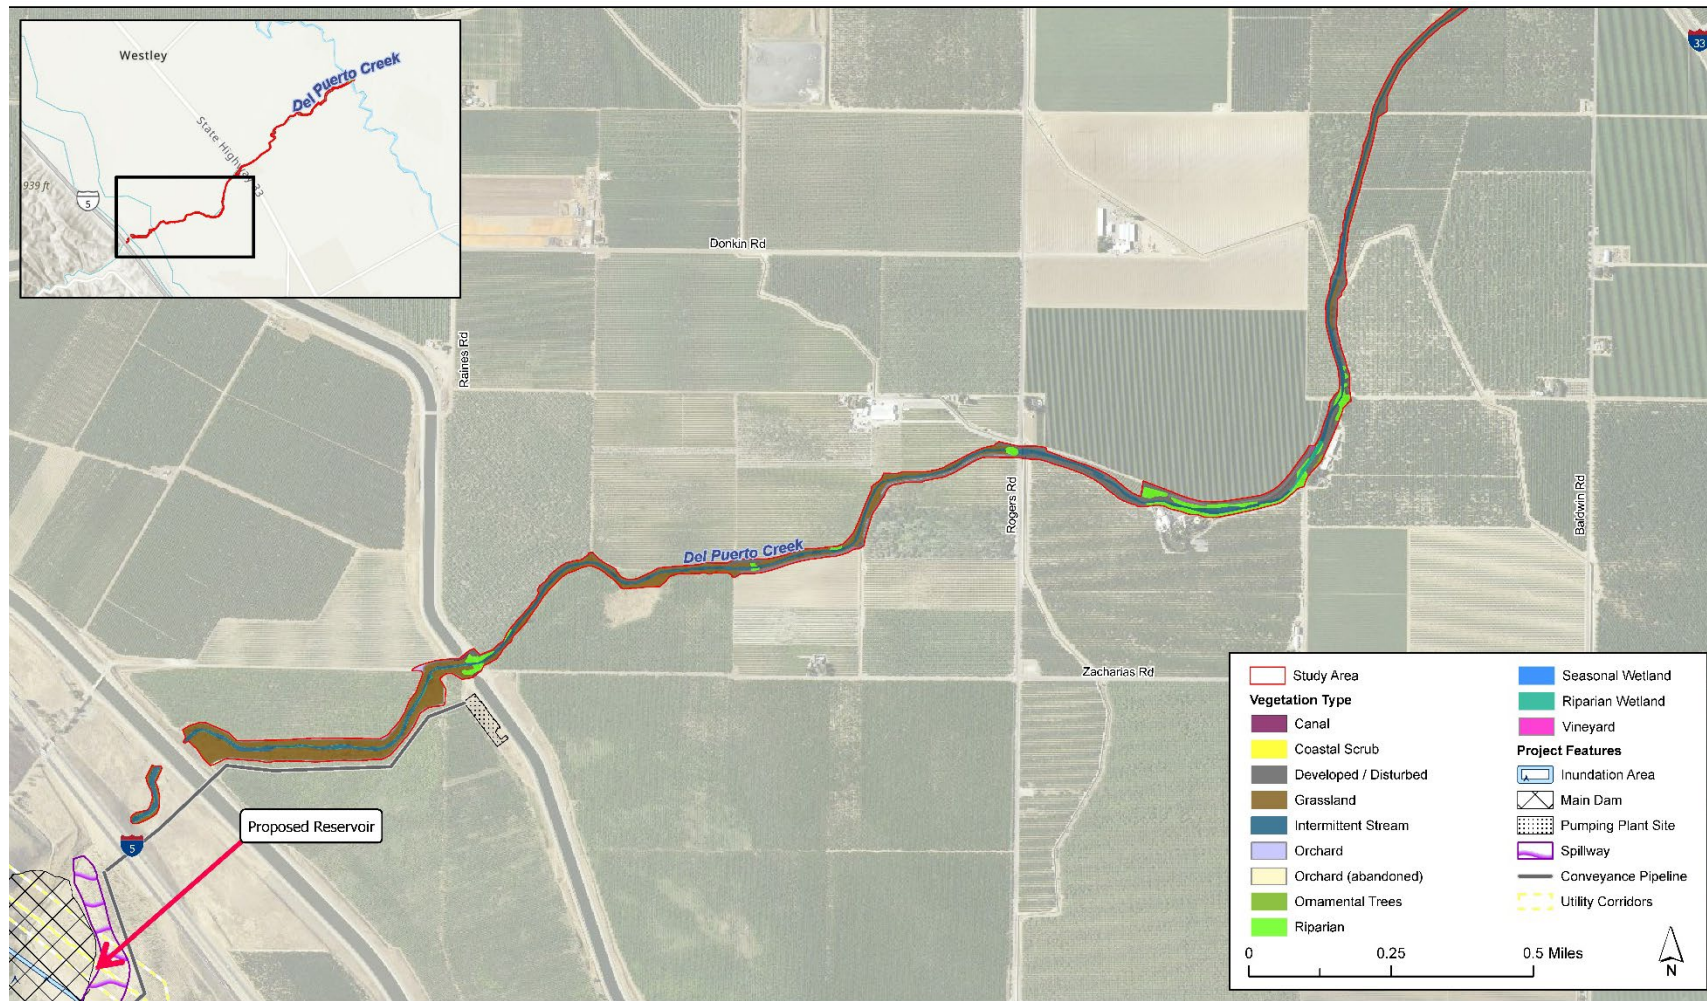 Westley
Del Puerto Creek
State Highway 33
939 ft
5
33
Donkin Rd
Raines Rd
Rogers Rd
Baldwin Rd
Del Puerto Creek
Zacharias Rd
Proposed Reservoir
5
Study Area
Vegetation Type
Canal
Coastal Scrub
Developed / Disturbed
Grassland
Intermittent Stream
Orchard
Orchard (abandoned)
Ornamental Trees
Riparian
Seasonal Wetland
Riparian Wetland
Vineyard
Project Features
Inundation Area
Main Dam
Pumping Plant Site
Spillway
Conveyance Pipeline
Utility Corridors
0 0.25 0.5 Miles
N